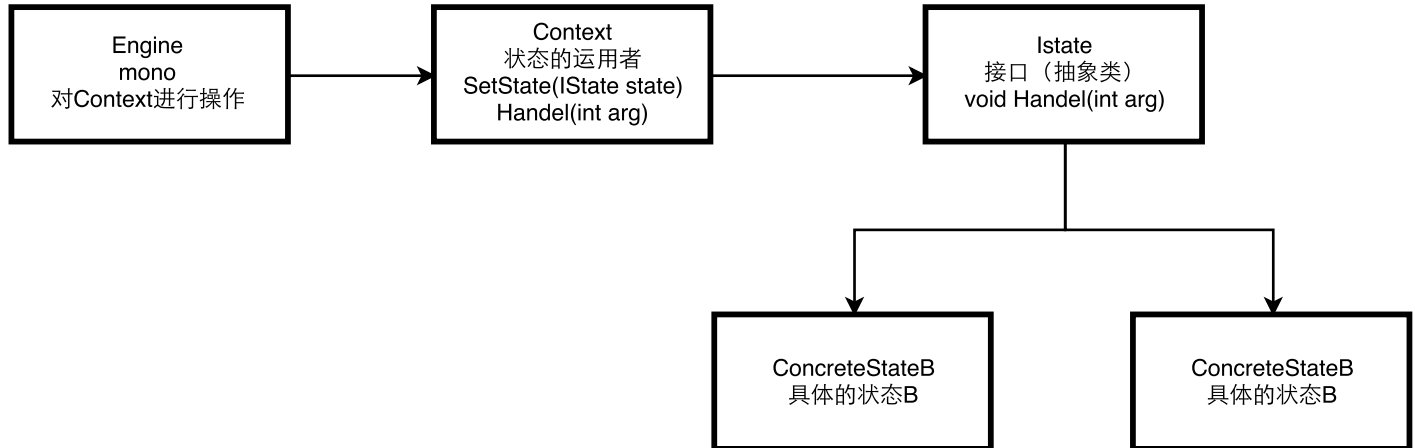 Engine
mono
对Context进行操作
Context
状态的运用者
SetState(IState state)
Handel(int arg)
Istate
接口（抽象类）
void Handel(int arg)
ConcreteStateB
具体的状态B
ConcreteStateB
具体的状态B